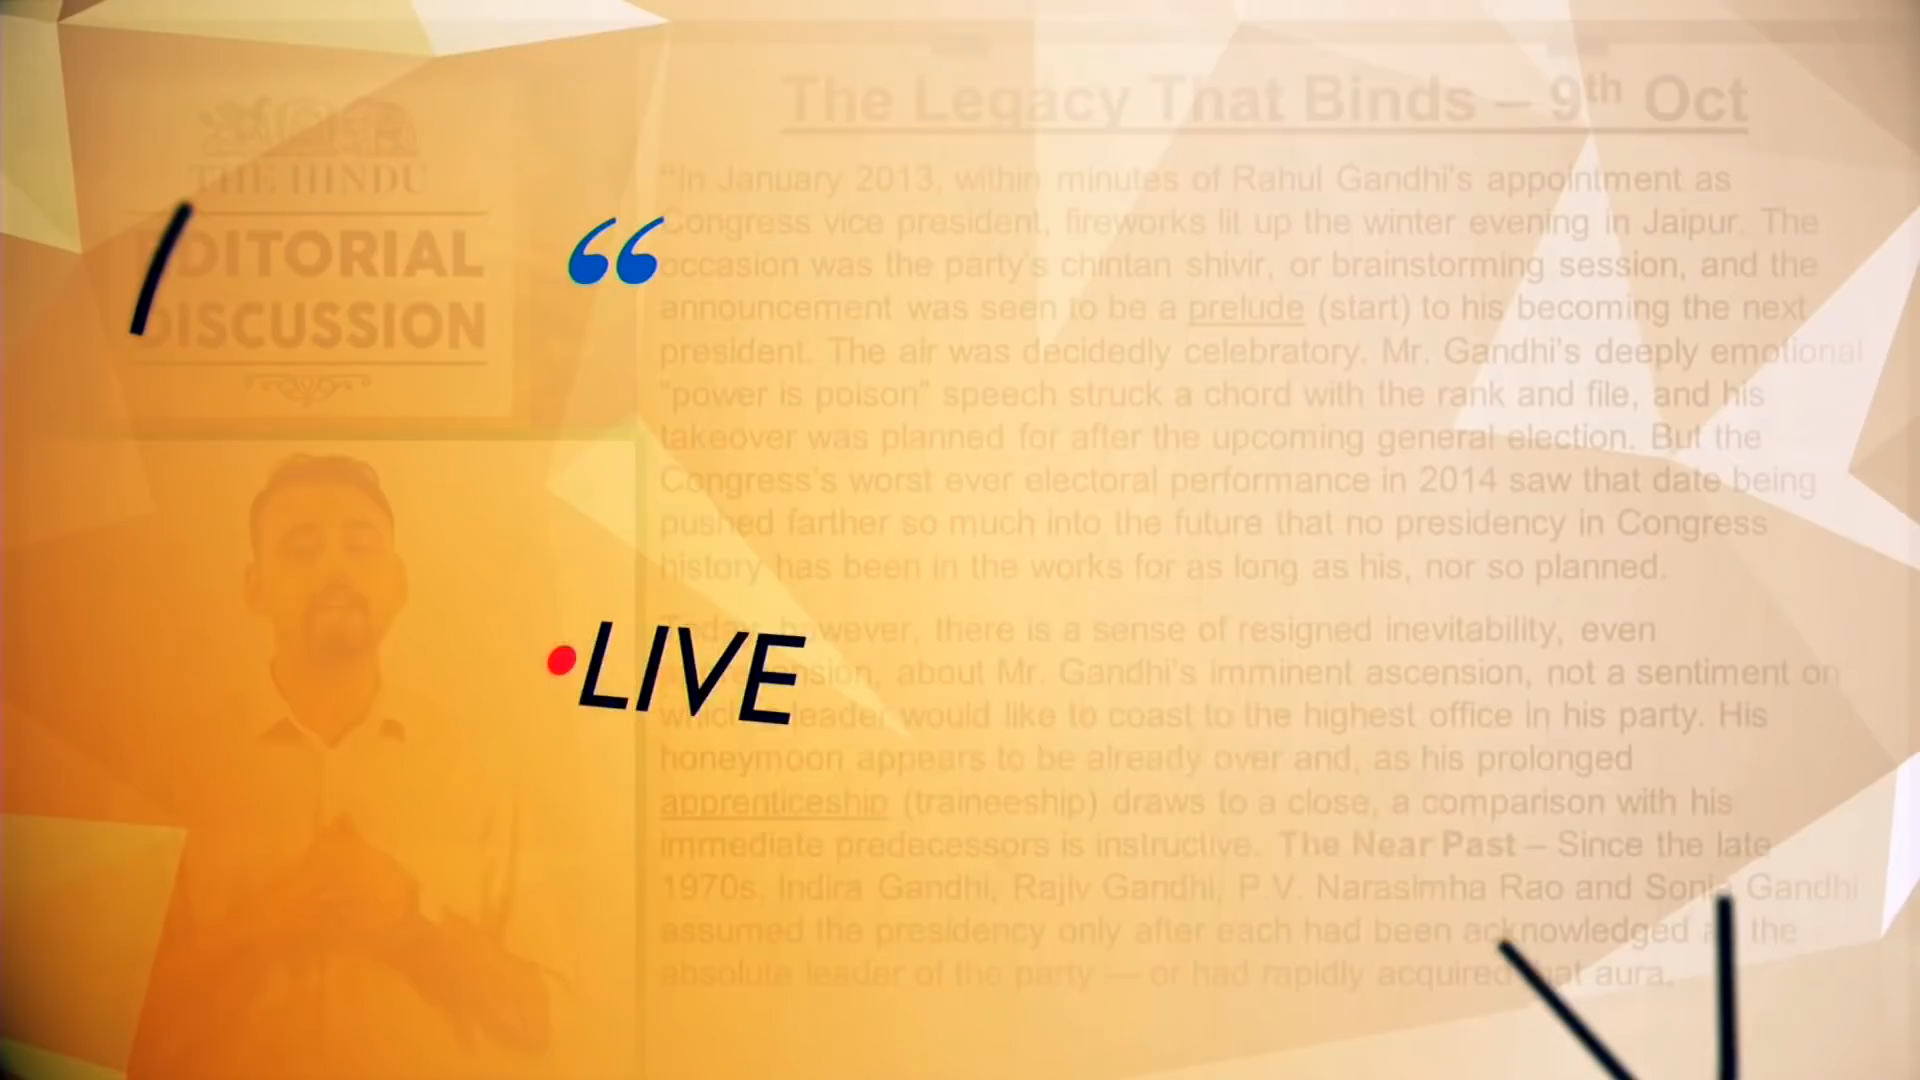 The Legacy That Binds – 9th Oct
THE HINDU
EDITORIAL
DISCUSSION
“
"In January 2013, within minutes of Rahul Gandhi's appointment as
Congress vice president, fireworks lit up the winter evening in Jaipur. The
occasion was the party's chintan shivir, or brainstorming session, and the
announcement was seen to be a prelude (start) to his becoming the next
president. The air was decidedly celebratory. Mr. Gandhi's deeply emotional
"power is poison" speech struck a chord with the rank and file, and his
takeover was planned for after the upcoming general election. But the
Congress's worst ever electoral performance in 2014 saw that date being
pushed farther so much into the future that no presidency in Congress
history has been in the works for as long as his, nor so planned.
•LIVE
Today, however, there is a sense of resigned inevitability, even
about Mr. Gandhi's imminent ascension, not a sentiment on
which leader would like to coast to the highest office in his party. His
honeymoon appears to be already over and, as his prolonged
apprenticeship (traineeship) draws to a close, a comparison with his
immediate predecessors is instructive. The Near Past – Since the late
1970s, Indira Gandhi, Rajiv Gandhi, P.V. Narasimha Rao and Sonia Gandhi
assumed the presidency only after each had been acknowledged as the
absolute leader of the party — or had rapidly acquired that aura.